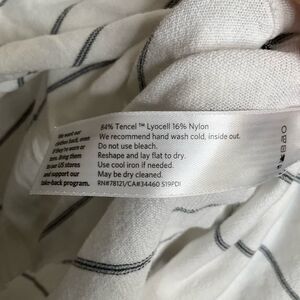 84% Tencel ™ Lyocell 16% Nylon
We recommend hand wash cold, inside out.
Do not use bleach.
Reshape and lay flat to dry.
Use cool iron if needed.
May be dry cleaned.
RN#78121/CA#34460 S19PDI
We want our
clothes back, even
if they're worn or
torn. Bring them
to our US stores
and support our
take-back program.